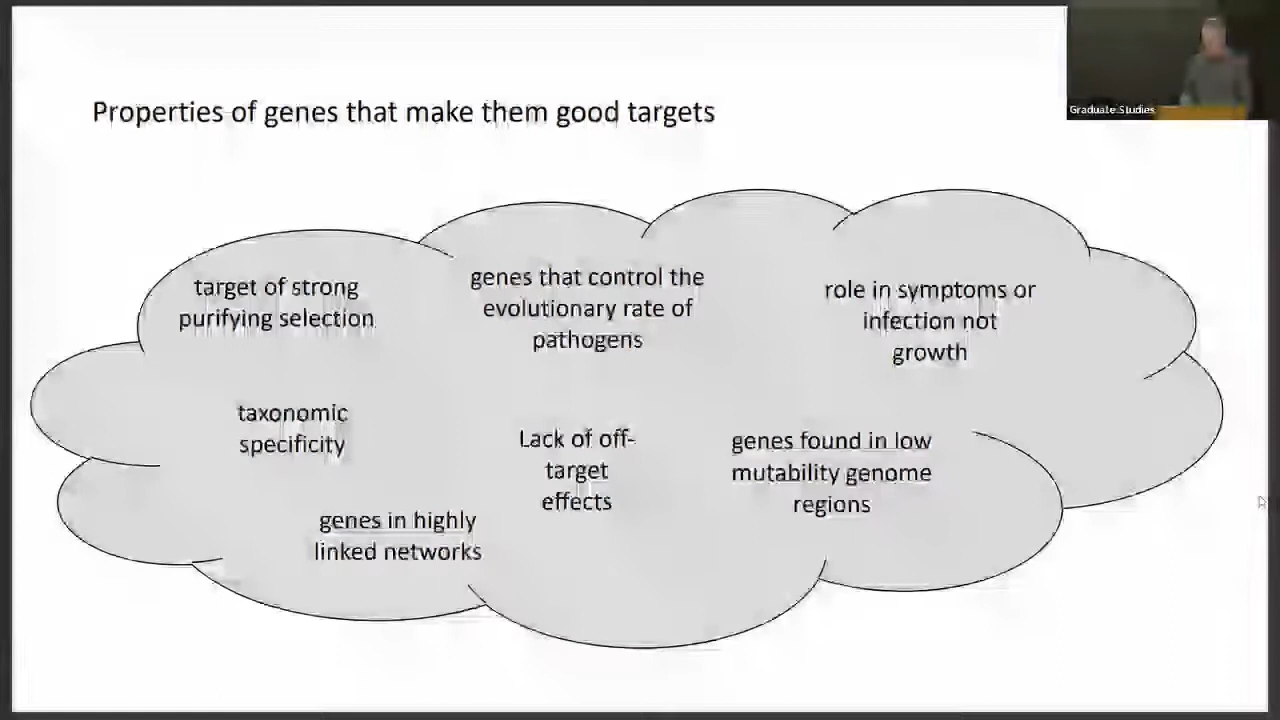 Graduate Studies
Properties of genes that make them good targets
target of strong
purifying selection
genes that control the
evolutionary rate of
pathogens
role in symptoms or
infection not
growth
taxonomic
specificity
Lack of off-
target
effects
genes found in low
mutability genome
regions
genes in highly
linked networks